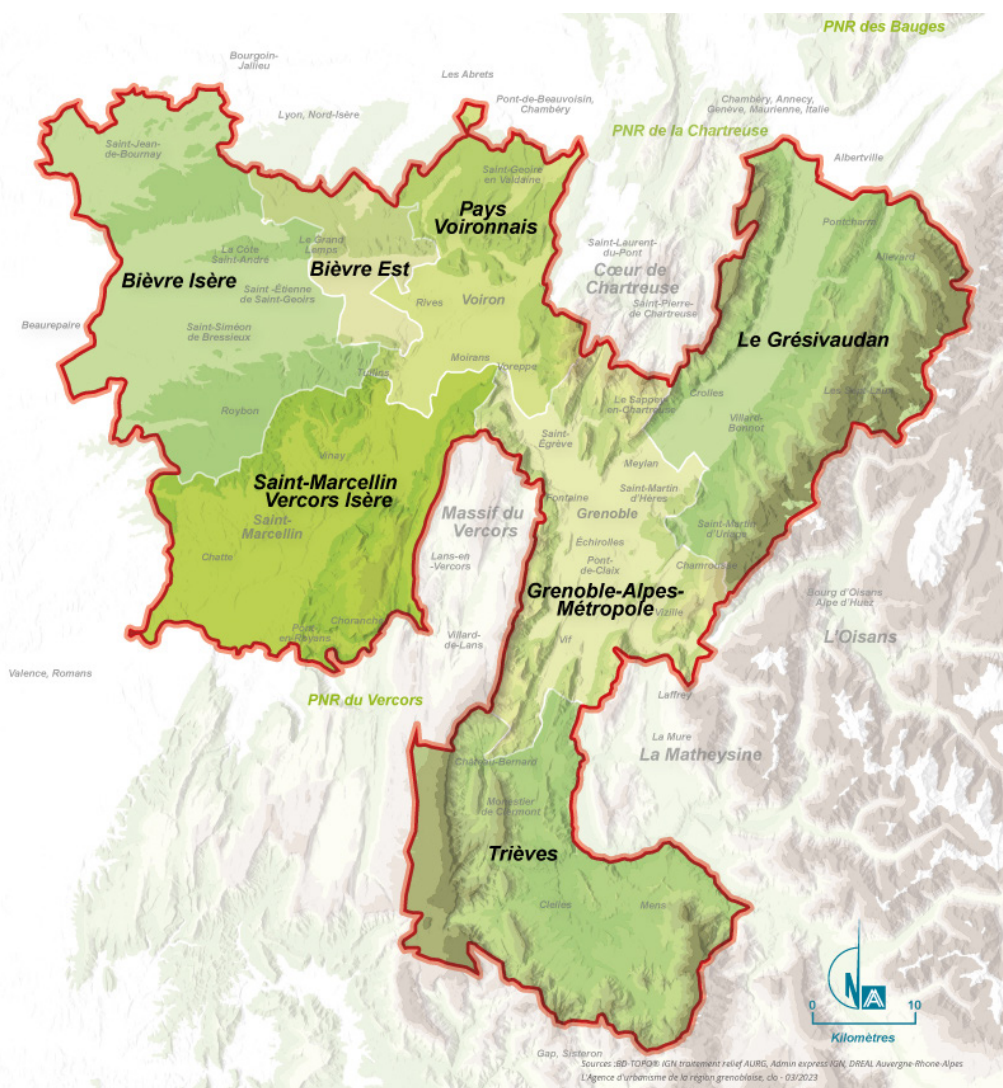 PNR des Bauges
Bourgoin-
Jallieu
Les Abrets
Pont-de-Beauvoisin,
Chambéry
Chambéry, Annecy,
Genève, Maurienne, Italie
Lyon, Nord-Isère
PNR de la Chartreuse
Saint-Jean-
de-Bournay
Albertville
Saint-Geoire
en Valdaine
Pays
Voironnais
Pontcharra
La Côte
Saint-André
Le Grand
Lemps
Saint-Laurent-
du-Pont
Allevard
Bièvre Isère
Bièvre Est
Cœur de
Chartreuse
Saint -Étienne
de Saint-Geoirs
Rives
Voiron
Saint-Pierre-
de-Chartreuse
Beaurepaire
Saint-Siméon
de Bressieux
Le Grésivaudan
Moirans
Voreppe
Tullins
Roybon
Le Sappey
en-Chartreuse
Crolles
Les Sept-Laux
Villard-
Bonnot
Saint-
Égrève
Vinay
Meylan
Saint-Marcellin
Vercors Isère
Saint-Martin
d'Hères
Fontaine
Massif du
Vercors
Grenoble
Saint-
Marcellin
Saint-Martin
d'Uriage
Échirolles
Chatte
Lans-en
-Vercors
Pont-
de-Claix
Chamrousse
Grenoble-Alpes-
Métropole
Bourg d'Oisans
Alpe d'Huez
Vizille
Choranche
Pont-
en-Royans
Villard-
de-Lans
Vif
L'Oisans
Valence, Romans
PNR du Vercors
Laffrey
La Mure
La Matheysine
Château-Bernard
Monestier
de Clermont
Trièves
Clelles
Mens
N
0
10
Kilomètres
Gap, Sisteron
Sources :BD-TOPO® IGN traitement relief AURG, Admin express IGN, DREAL Auvergne-Rhone-Alpes
L'Agence d'urbanisme de la région grenobloise, clo - 03/2023